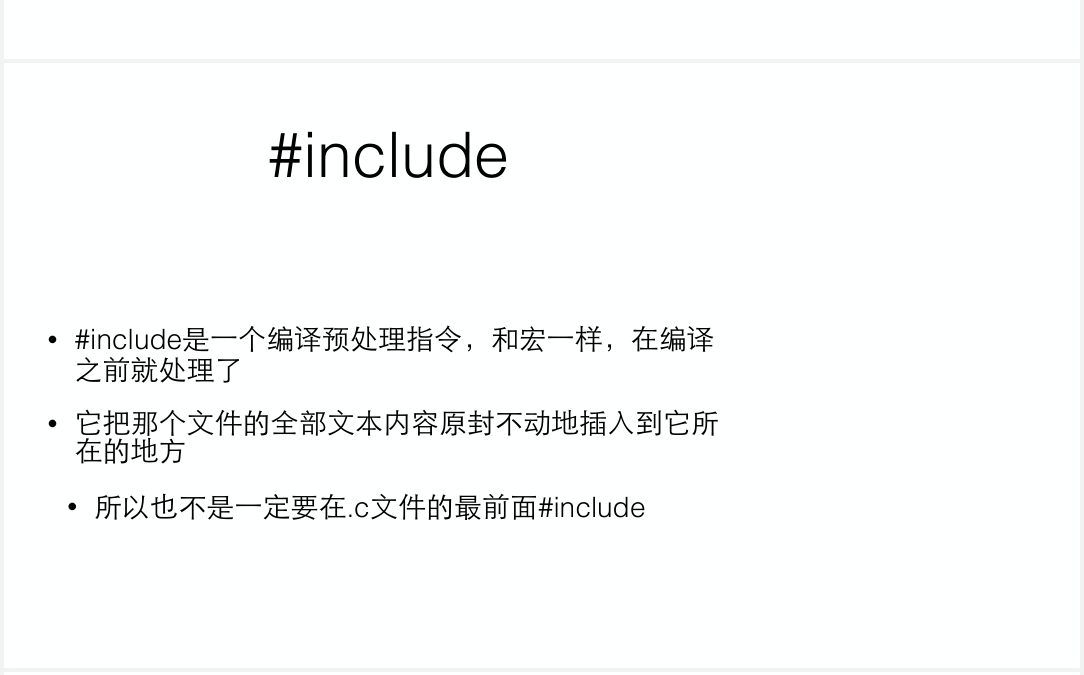 #include
• #include是一个编译预处理指令，和宏一样，在编译
之前就处理了
• 它把那个文件的全部文本内容原封不动地插入到它所
在的地方
• 所以也不是一定要在.c文件的最前面#include